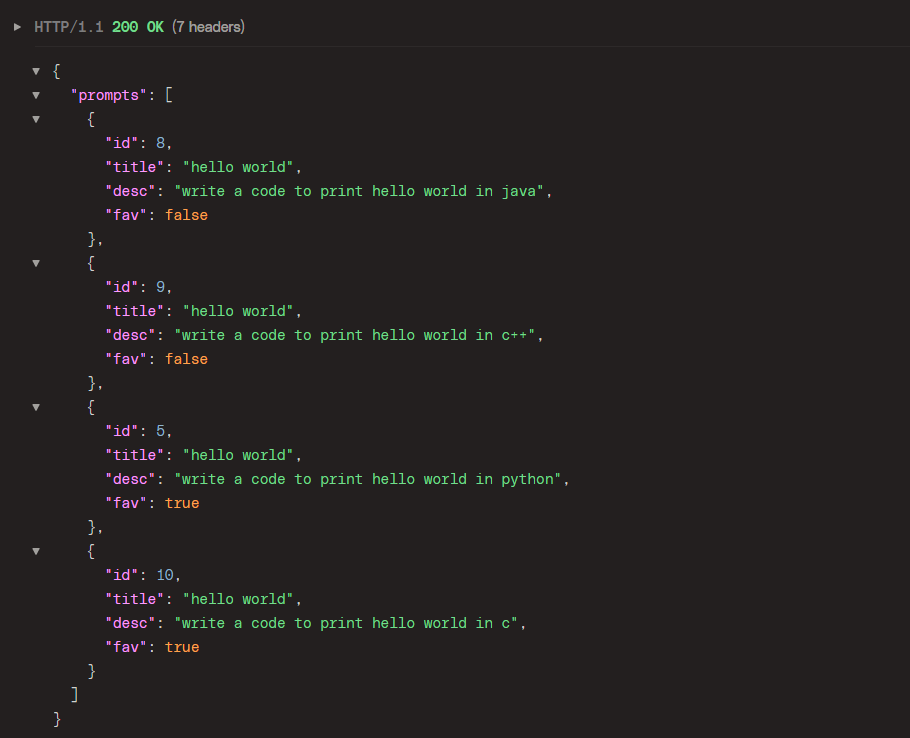 HTTP/1.1 200 OK (7 headers)
{
"prompts": [
{
"id": 8,
"title": "hello world",
"desc": "write a code to print hello world in java",
"fav": false
},
{
"id": 9,
"title": "hello world",
"desc": "write a code to print hello world in c++",
"fav": false
},
{
"id": 5,
"title": "hello world",
"desc": "write a code to print hello world in python",
"fav": true
},
{
"id": 10,
"title": "hello world",
"desc": "write a code to print hello world in c",
"fav": true
}
]
}